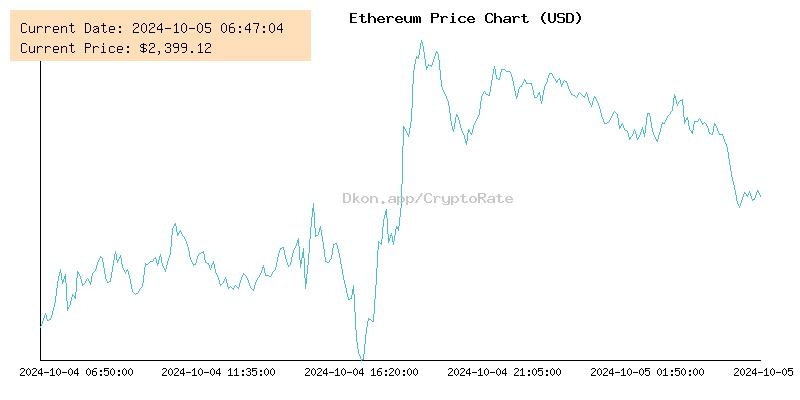 Ethereum Price Chart (USD)
Current Date: 2024-10-05 06:47:04
Current Price: $2,399.12
Dkon.app/CryptoRate
2024-10-04 06:50:00
2024-10-04 11:35:00
2024-10-04 16:20:00
2024-10-04 21:05:00
2024-10-05 01:50:00
2024-10-05